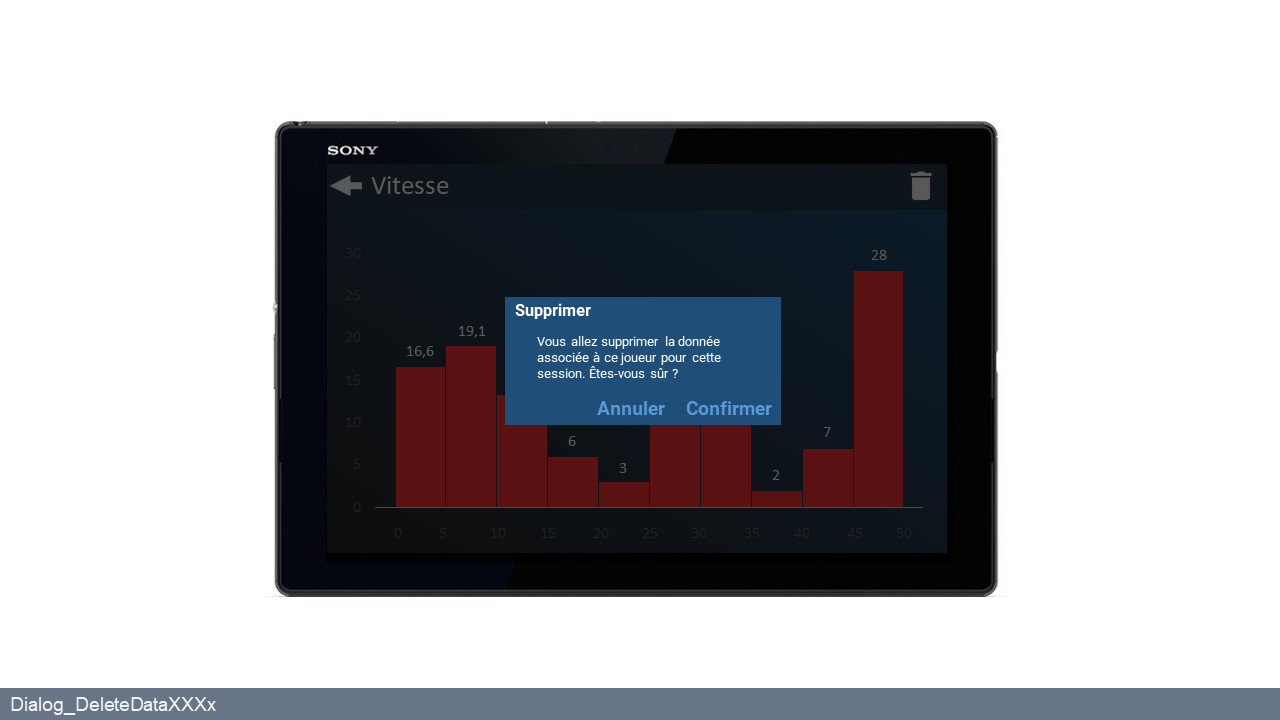 SONY
Vitesse
30
28
25
20
19,1
16,6
15
10
7
6
5
3
2
0
Supprimer
Vous allez supprimer la donnée
associée à ce joueur pour cette
session. Êtes-vous sûr ?
Annuler Confirmer
0 5 10 15 20 25 30 35 40 45 50
Dialog_DeleteDataXXXx